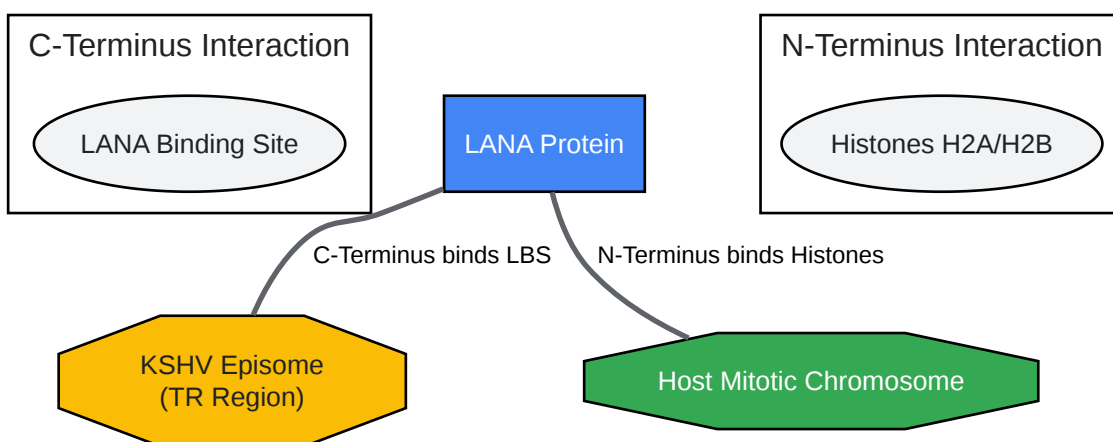 C-Terminus Interaction
LANA Binding Site
LANA Protein
N-Terminus Interaction
Histones H2A/H2B
C-Terminus binds LBS
N-Terminus binds Histones
KSHV Episome
(TR Region)
Host Mitotic Chromosome